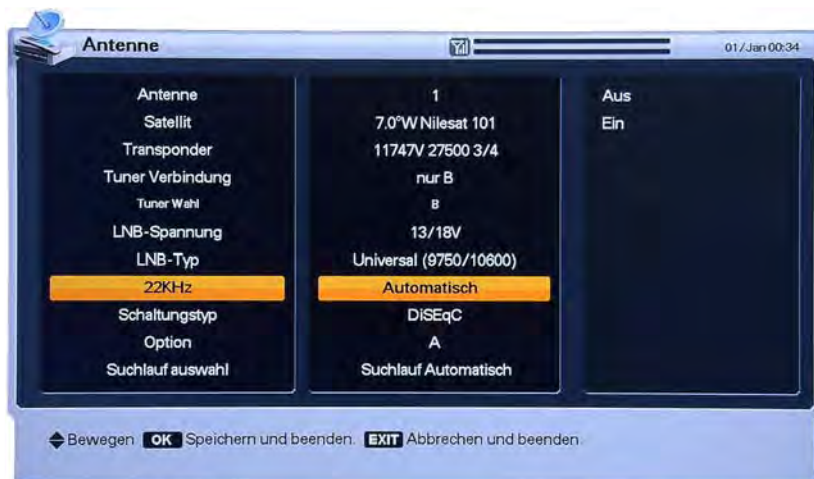 Antenne
01/Jan 00:34
Antenne 1 Aus
Satellit 7.0°W Nilesat 101 Ein
Transponder 11747V 27500 3/4
Tuner Verbindung nur B
Tuner Wahl B
LNB-Spannung 13/18V
LNB-Typ Universal (9750/10600)
22KHz Automatisch
Schaltungstyp DiSEqC
Option A
Suchlauf auswahl Suchlauf Automatisch
Bewegen. OK Speichern und beenden. EXIT Abbrechen und beenden.